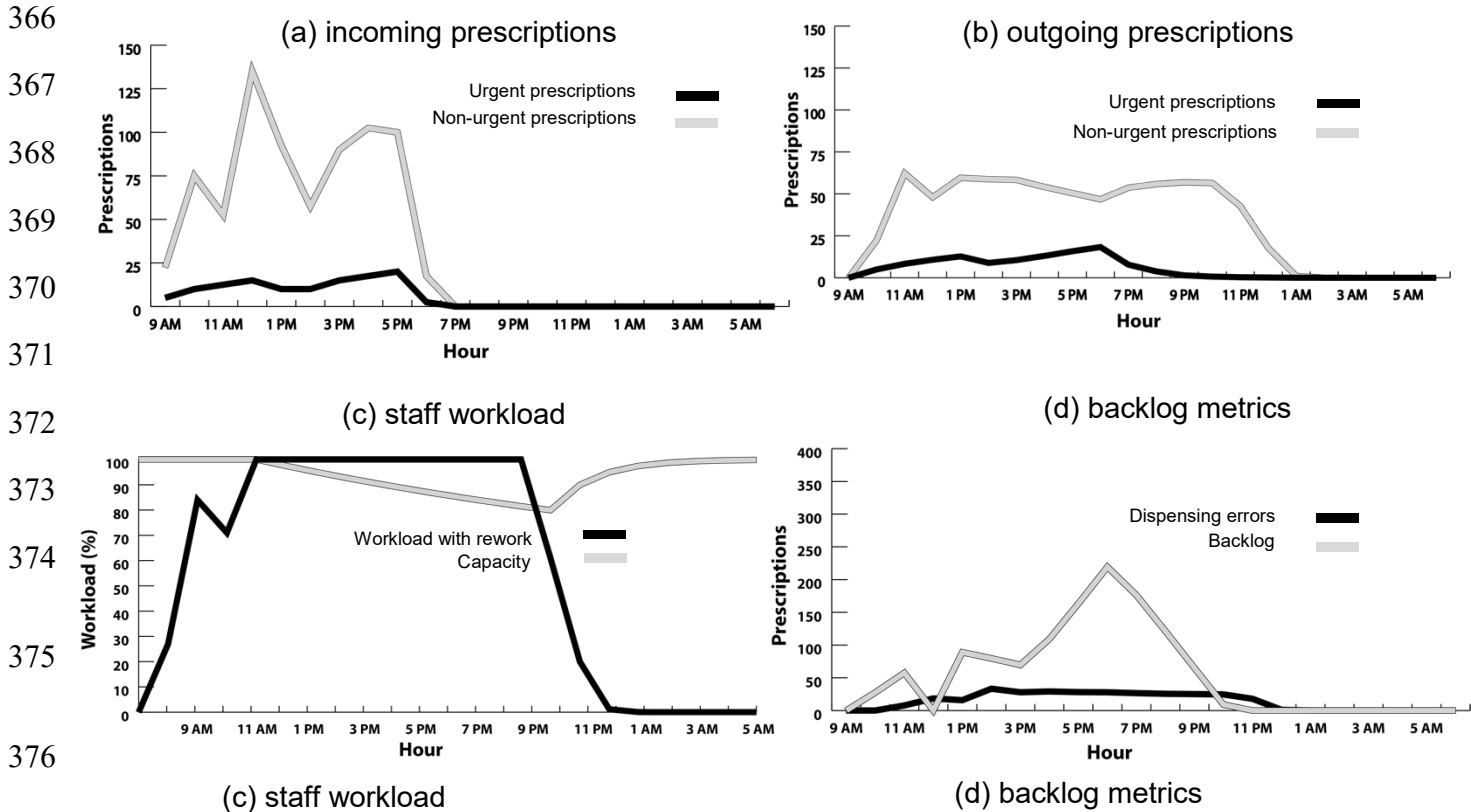 366
(a) incoming prescriptions
150
125
100
75
50
25
0
Prescriptions
Urgent prescriptions
Non-urgent prescriptions
9 AM 11 AM 1 PM 3 PM 5 PM 7 PM 9 PM 11 PM 1 AM 3 AM 5 AM
Hour
(b) outgoing prescriptions
150
125
100
75
50
25
0
Prescriptions
Urgent prescriptions
Non-urgent prescriptions
9 AM 11 AM 1 PM 3 PM 5 PM 7 PM 9 PM 11 PM 1 AM 3 AM 5 AM
Hour
367
368
369
370
371
372
(c) staff workload
100
90
80
70
60
50
40
30
20
10
0
Workload (%)
Workload with rework
Capacity
9 AM 11 AM 1 PM 3 PM 5 PM 7 PM 9 PM 11 PM 1 AM 3 AM 5 AM
Hour
(d) backlog metrics
400
350
300
250
200
150
100
50
0
Prescriptions
Dispensing errors
Backlog
9 AM 11 AM 1 PM 3 PM 5 PM 7 PM 9 PM 11 PM 1 AM 3 AM 5 AM
Hour
373
374
375
376
(c) staff workload
(d) backlog metrics